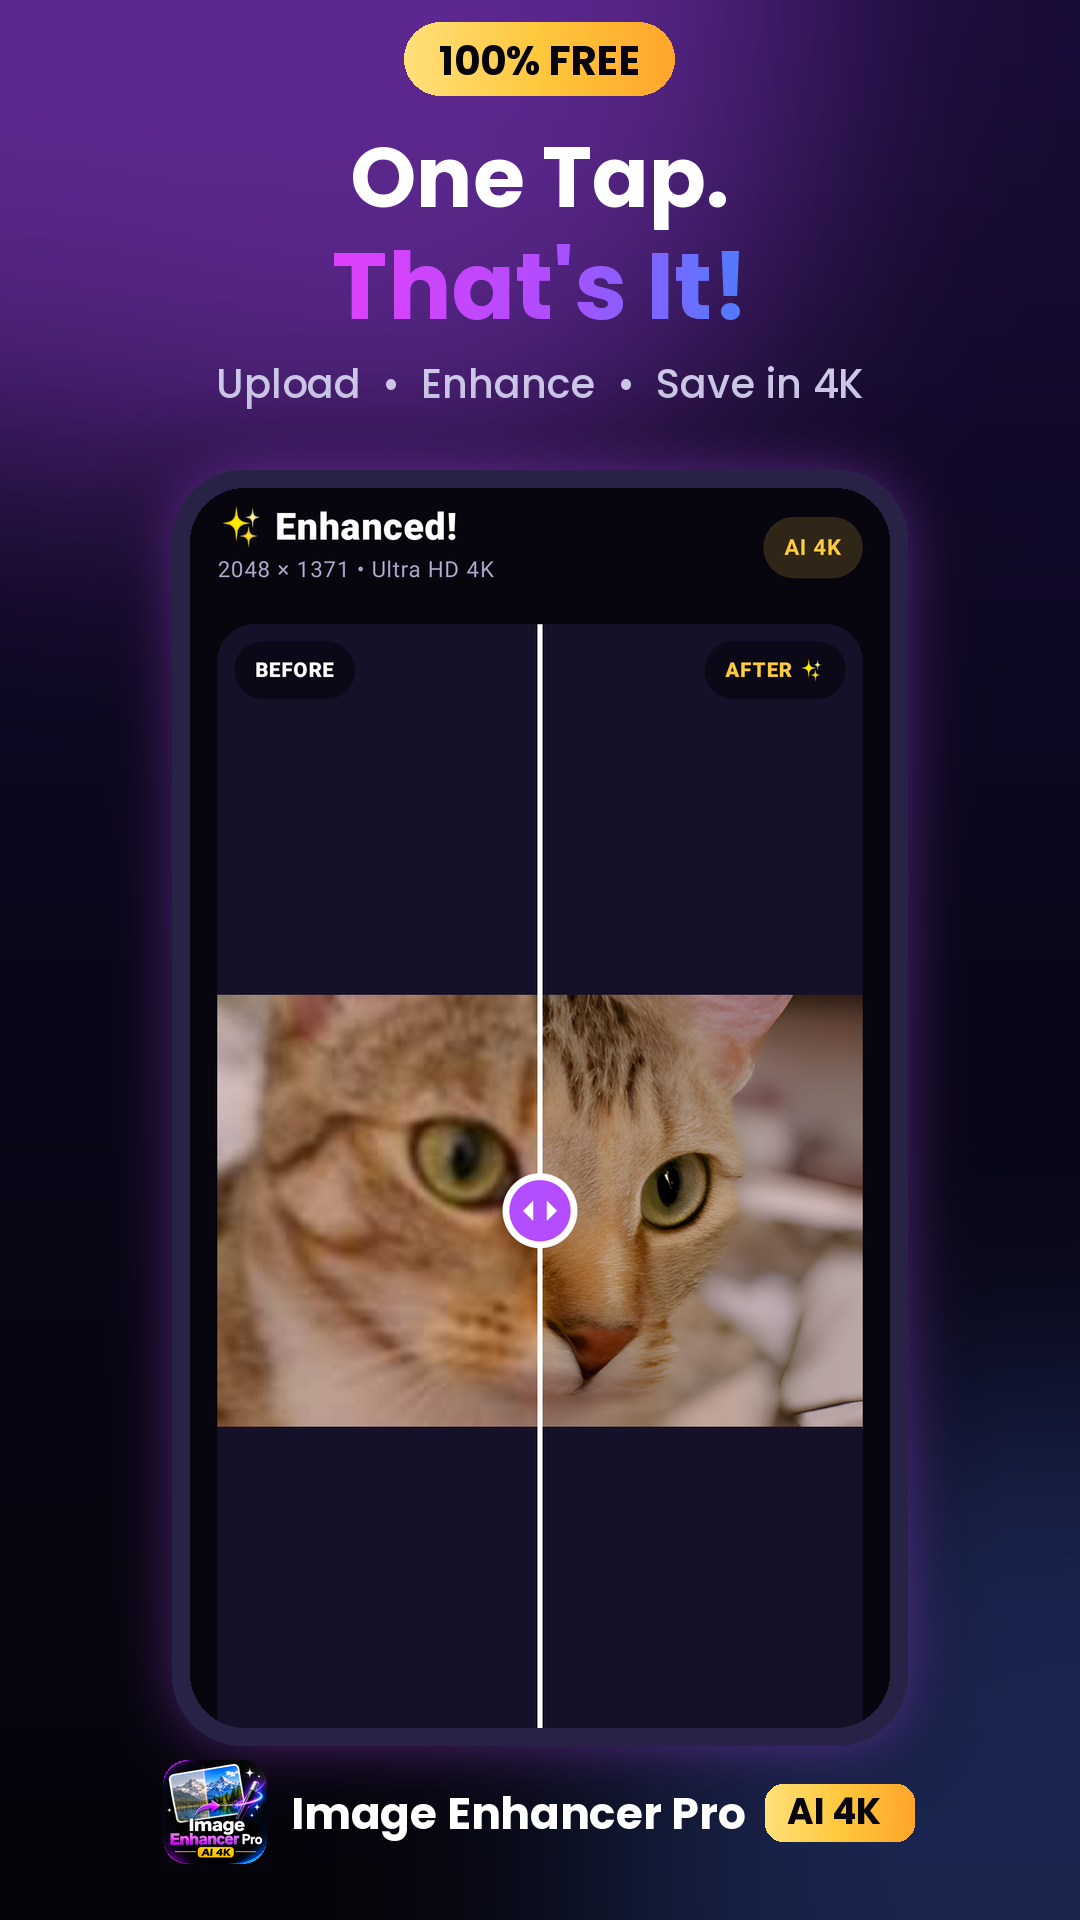 100% FREE
One Tap.
That's It!
Upload • Enhance • Save in 4K
✨ Enhanced!
2048 × 1371 • Ultra HD 4K
AI 4K
BEFORE
AFTER ✨
Image
Enhancer Pro
AI 4K
Image Enhancer Pro
AI 4K